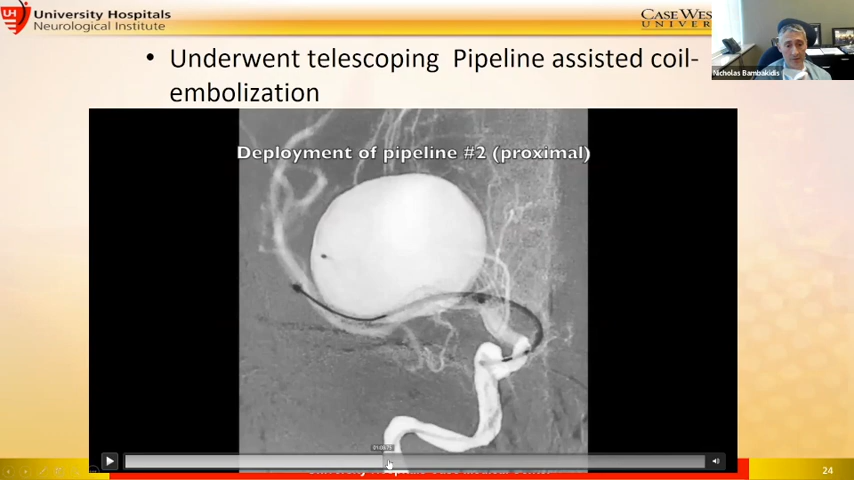 University Hospitals
Neurological Institute
CASE WES
UNIVER
Nicholas Bambakidis
• Underwent telescoping Pipeline assisted coil-
embolization
Deployment of pipeline #2 (proximal)
24